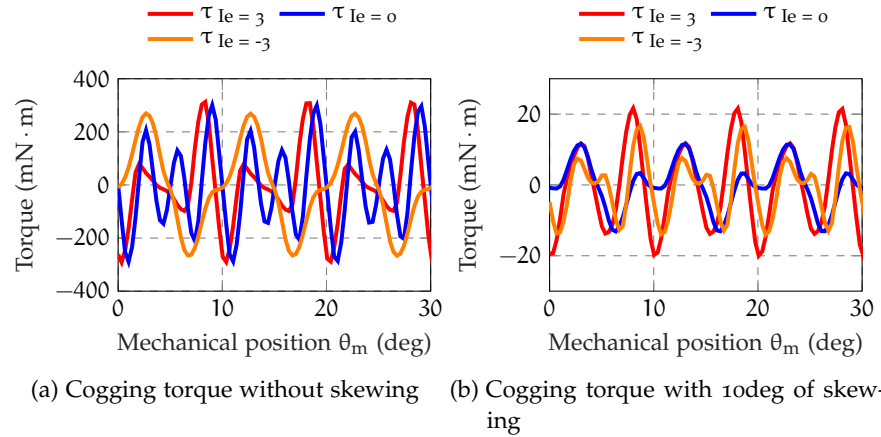 τ Ie = 3 τ Ie = 0
τ Ie = -3
400
200
0
−200
−400
Torque (mN · m)
0 10 20 30
Mechanical position θm (deg)
(a) Cogging torque without skewing
τ Ie = 3 τ Ie = 0
τ Ie = -3
20
0
−20
Torque (mN · m)
0 10 20 30
Mechanical position θm (deg)
(b) Cogging torque with 10deg of skew-
ing